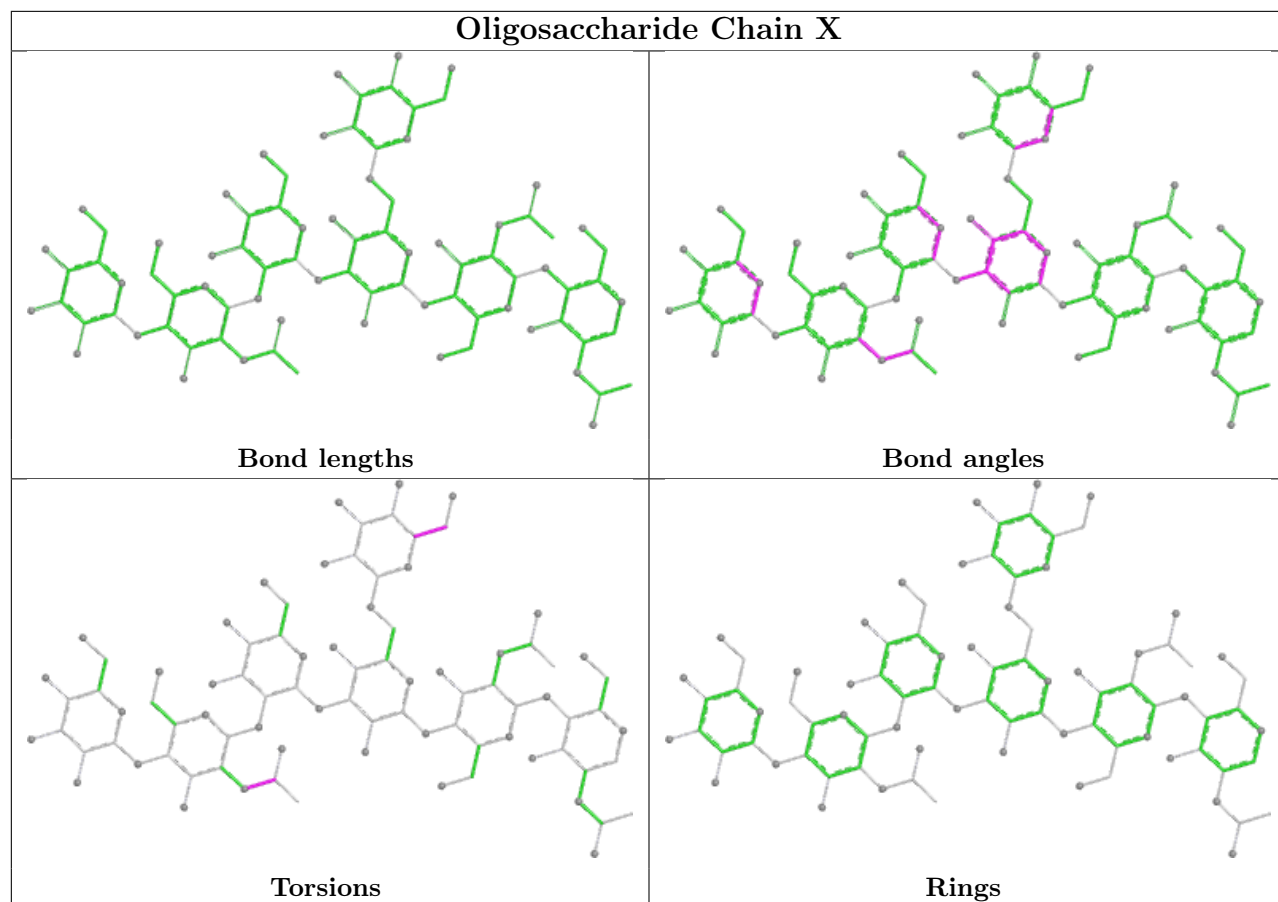 Oligosaccharide Chain X
Bond lengths
Bond angles
Torsions
Rings